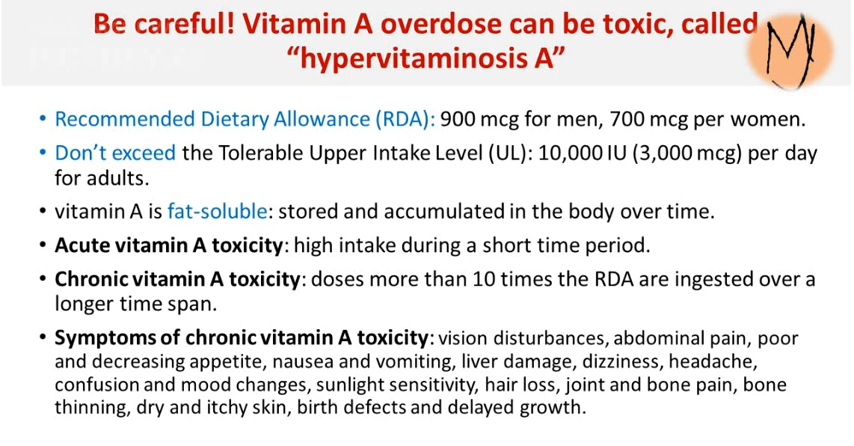 Be careful! Vitamin A overdose can be toxic, called
“hypervitaminosis A”
MJ
• Recommended Dietary Allowance (RDA): 900 mcg for men, 700 mcg per women.
• Don’t exceed the Tolerable Upper Intake Level (UL): 10,000 IU (3,000 mcg) per day
for adults.
• vitamin A is fat-soluble: stored and accumulated in the body over time.
• Acute vitamin A toxicity: high intake during a short time period.
• Chronic vitamin A toxicity: doses more than 10 times the RDA are ingested over a
longer time span.
• Symptoms of chronic vitamin A toxicity: vision disturbances, abdominal pain, poor
and decreasing appetite, nausea and vomiting, liver damage, dizziness, headache,
confusion and mood changes, sunlight sensitivity, hair loss, joint and bone pain, bone
thinning, dry and itchy skin, birth defects and delayed growth.